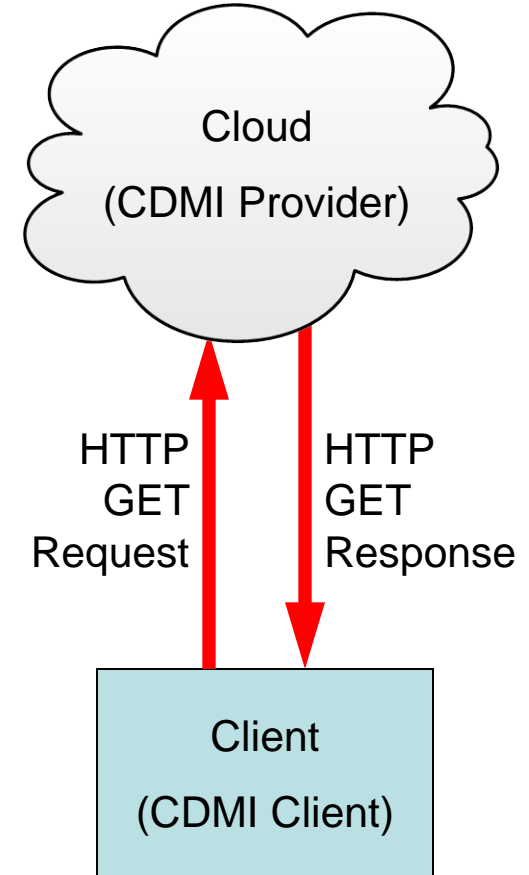 Cloud
(CDMI Provider)
HTTP
GET
Request
HTTP
GET
Response
Client
(CDMI Client)